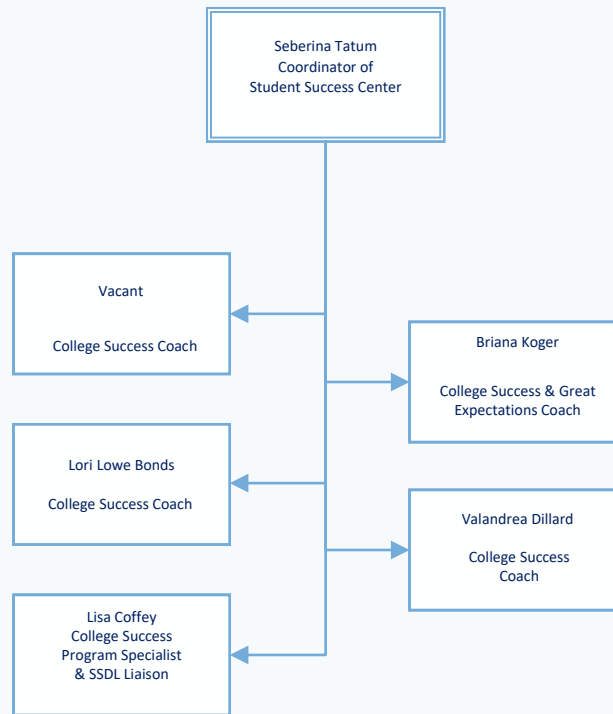 Seberina Tatum
Coordinator of
Student Success Center
Vacant
College Success Coach
Briana Koger
College Success & Great
Expectations Coach
Lori Lowe Bonds
College Success Coach
Valandrea Dillard
College Success
Coach
Lisa Coffey
College Success
Program Specialist
& SSDL Liaison